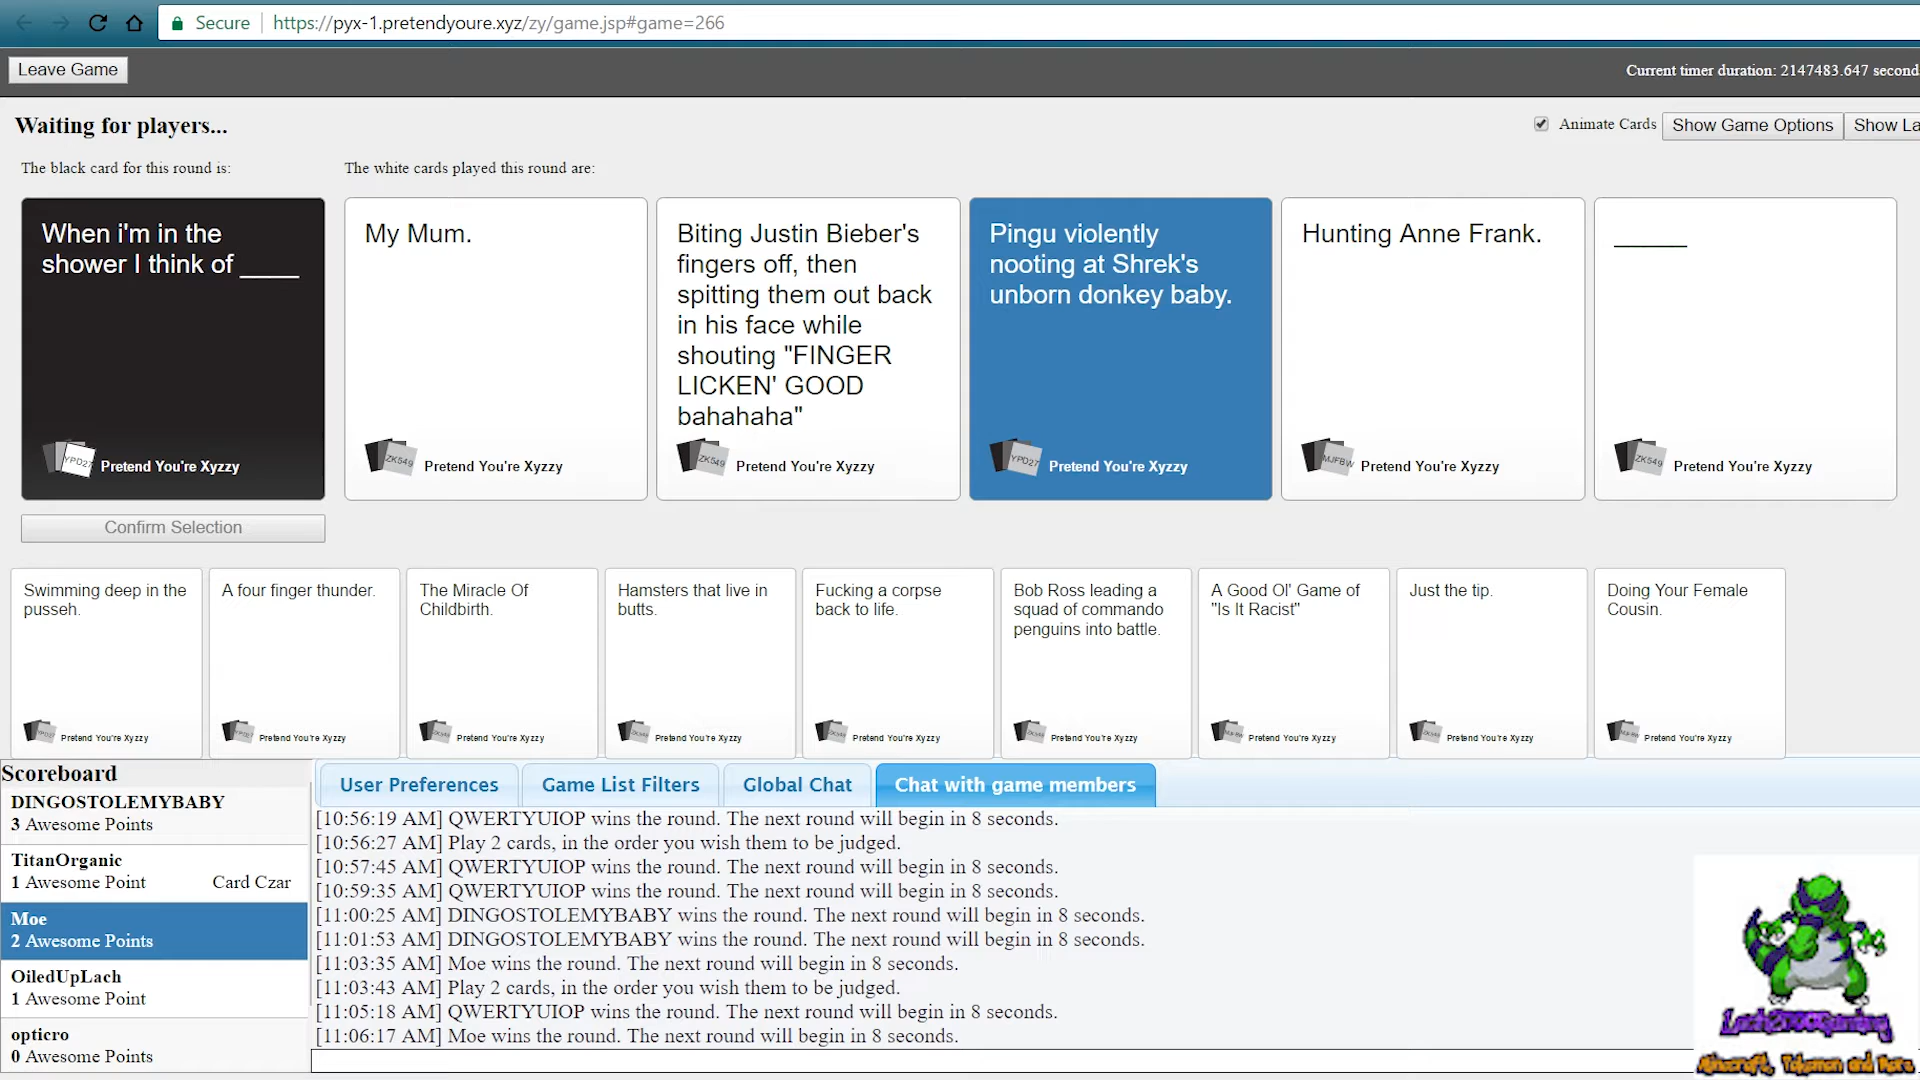 Secure
https://pyx-1.pretendyoure.xyz/zy/game.jsp#game=266
Leave Game
Current timer duration: 2147483.647 second
Waiting for players...
Animate Cards
Show Game Options
Show La
The black card for this round is:
The white cards played this round are:
When i'm in the
shower I think of ____
YPD27
Pretend You're Xyzzy
My Mum.
ZK549
Pretend You're Xyzzy
Biting Justin Bieber's
fingers off, then
spitting them out back
in his face while
shouting "FINGER
LICKEN' GOOD
bahahaha"
ZK549
Pretend You're Xyzzy
Pingu violently
nooting at Shrek's
unborn donkey baby.
YPD27
Pretend You're Xyzzy
Hunting Anne Frank.
MJFBW
Pretend You're Xyzzy
_____
ZK549
Pretend You're Xyzzy
Confirm Selection
Swimming deep in the
pusseh.
Pretend You're Xyzzy
A four finger thunder.
Pretend You're Xyzzy
The Miracle Of
Childbirth.
Pretend You're Xyzzy
Hamsters that live in
butts.
Pretend You're Xyzzy
Fucking a corpse
back to life.
Pretend You're Xyzzy
Bob Ross leading a
squad of commando
penguins into battle.
Pretend You're Xyzzy
A Good Ol' Game of
"Is It Racist"
Pretend You're Xyzzy
Just the tip.
Pretend You're Xyzzy
Doing Your Female
Cousin.
Pretend You're Xyzzy
Scoreboard
DINGOSTOLEMYBABY
3 Awesome Points
TitanOrganic
1 Awesome Point
Card Czar
Moe
2 Awesome Points
OiledUpLach
1 Awesome Point
opticro
0 Awesome Points
User Preferences
Game List Filters
Global Chat
Chat with game members
[10:56:19 AM] QWERTYUIOP wins the round. The next round will begin in 8 seconds.
[10:56:27 AM] Play 2 cards, in the order you wish them to be judged.
[10:57:45 AM] QWERTYUIOP wins the round. The next round will begin in 8 seconds.
[10:59:35 AM] QWERTYUIOP wins the round. The next round will begin in 8 seconds.
[11:00:25 AM] DINGOSTOLEMYBABY wins the round. The next round will begin in 8 seconds.
[11:01:53 AM] DINGOSTOLEMYBABY wins the round. The next round will begin in 8 seconds.
[11:03:35 AM] Moe wins the round. The next round will begin in 8 seconds.
[11:03:43 AM] Play 2 cards, in the order you wish them to be judged.
[11:05:18 AM] QWERTYUIOP wins the round. The next round will begin in 8 seconds.
[11:06:17 AM] Moe wins the round. The next round will begin in 8 seconds.
Minecraft, Pokemon and More